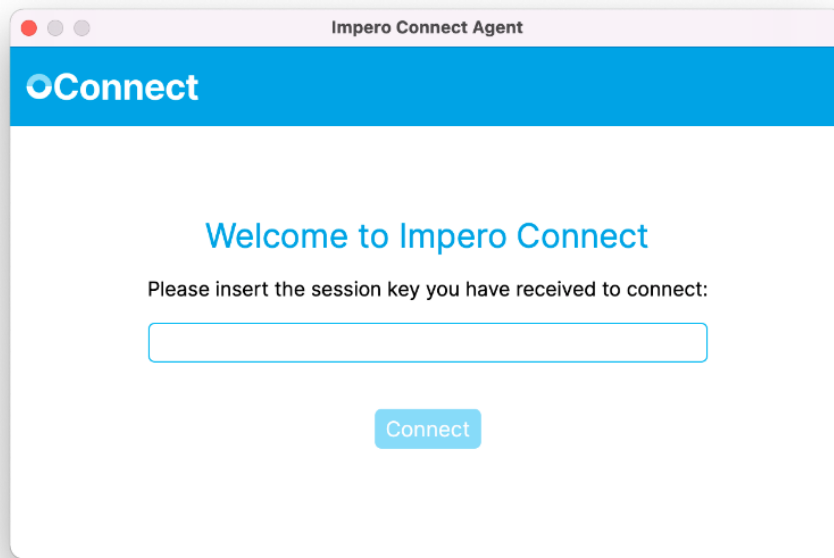 Impero Connect Agent
Connect
Welcome to Impero Connect
Please insert the session key you have received to connect:
Connect